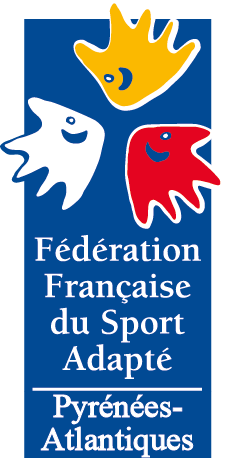 Fédération
Française
du Sport
Adapté
Pyrénées-
Atlantiques